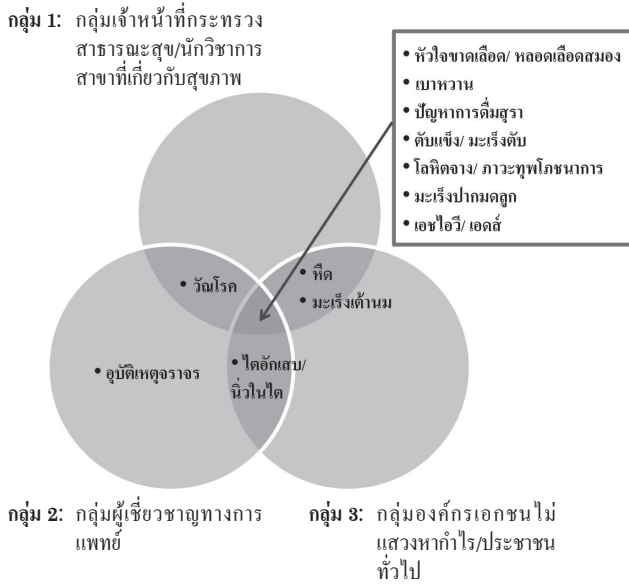 กลุ่ม 1: กลุ่มเจ้าหน้าที่กระทรวง
สาธารณะสุข/นักวิชาการ
สาขาที่เกี่ยวกับสุขภาพ
• หัวใจขาดเลือด/ หลอดเลือดสมอง
• เบาหวาน
• ปัญหาการดื่มสุรา
• ตับแข็ง/ มะเร็งตับ
• โลหิตจาง/ ภาวะทุพโภชนาการ
• มะเร็งปากมดลูก
• เอชไอวี/ เอดส์
• วัณโรค
• หืด
• มะเร็งเต้านม
• อุบัติเหตุจราจร
• ไตอักเสบ/
นิ่วในไต
กลุ่ม 2: กลุ่มผู้เชี่ยวชาญทางการ
แพทย์
กลุ่ม 3: กลุ่มองค์กรเอกชนไม่
แสวงหากำไร/ประชาชน
ทั่วไป